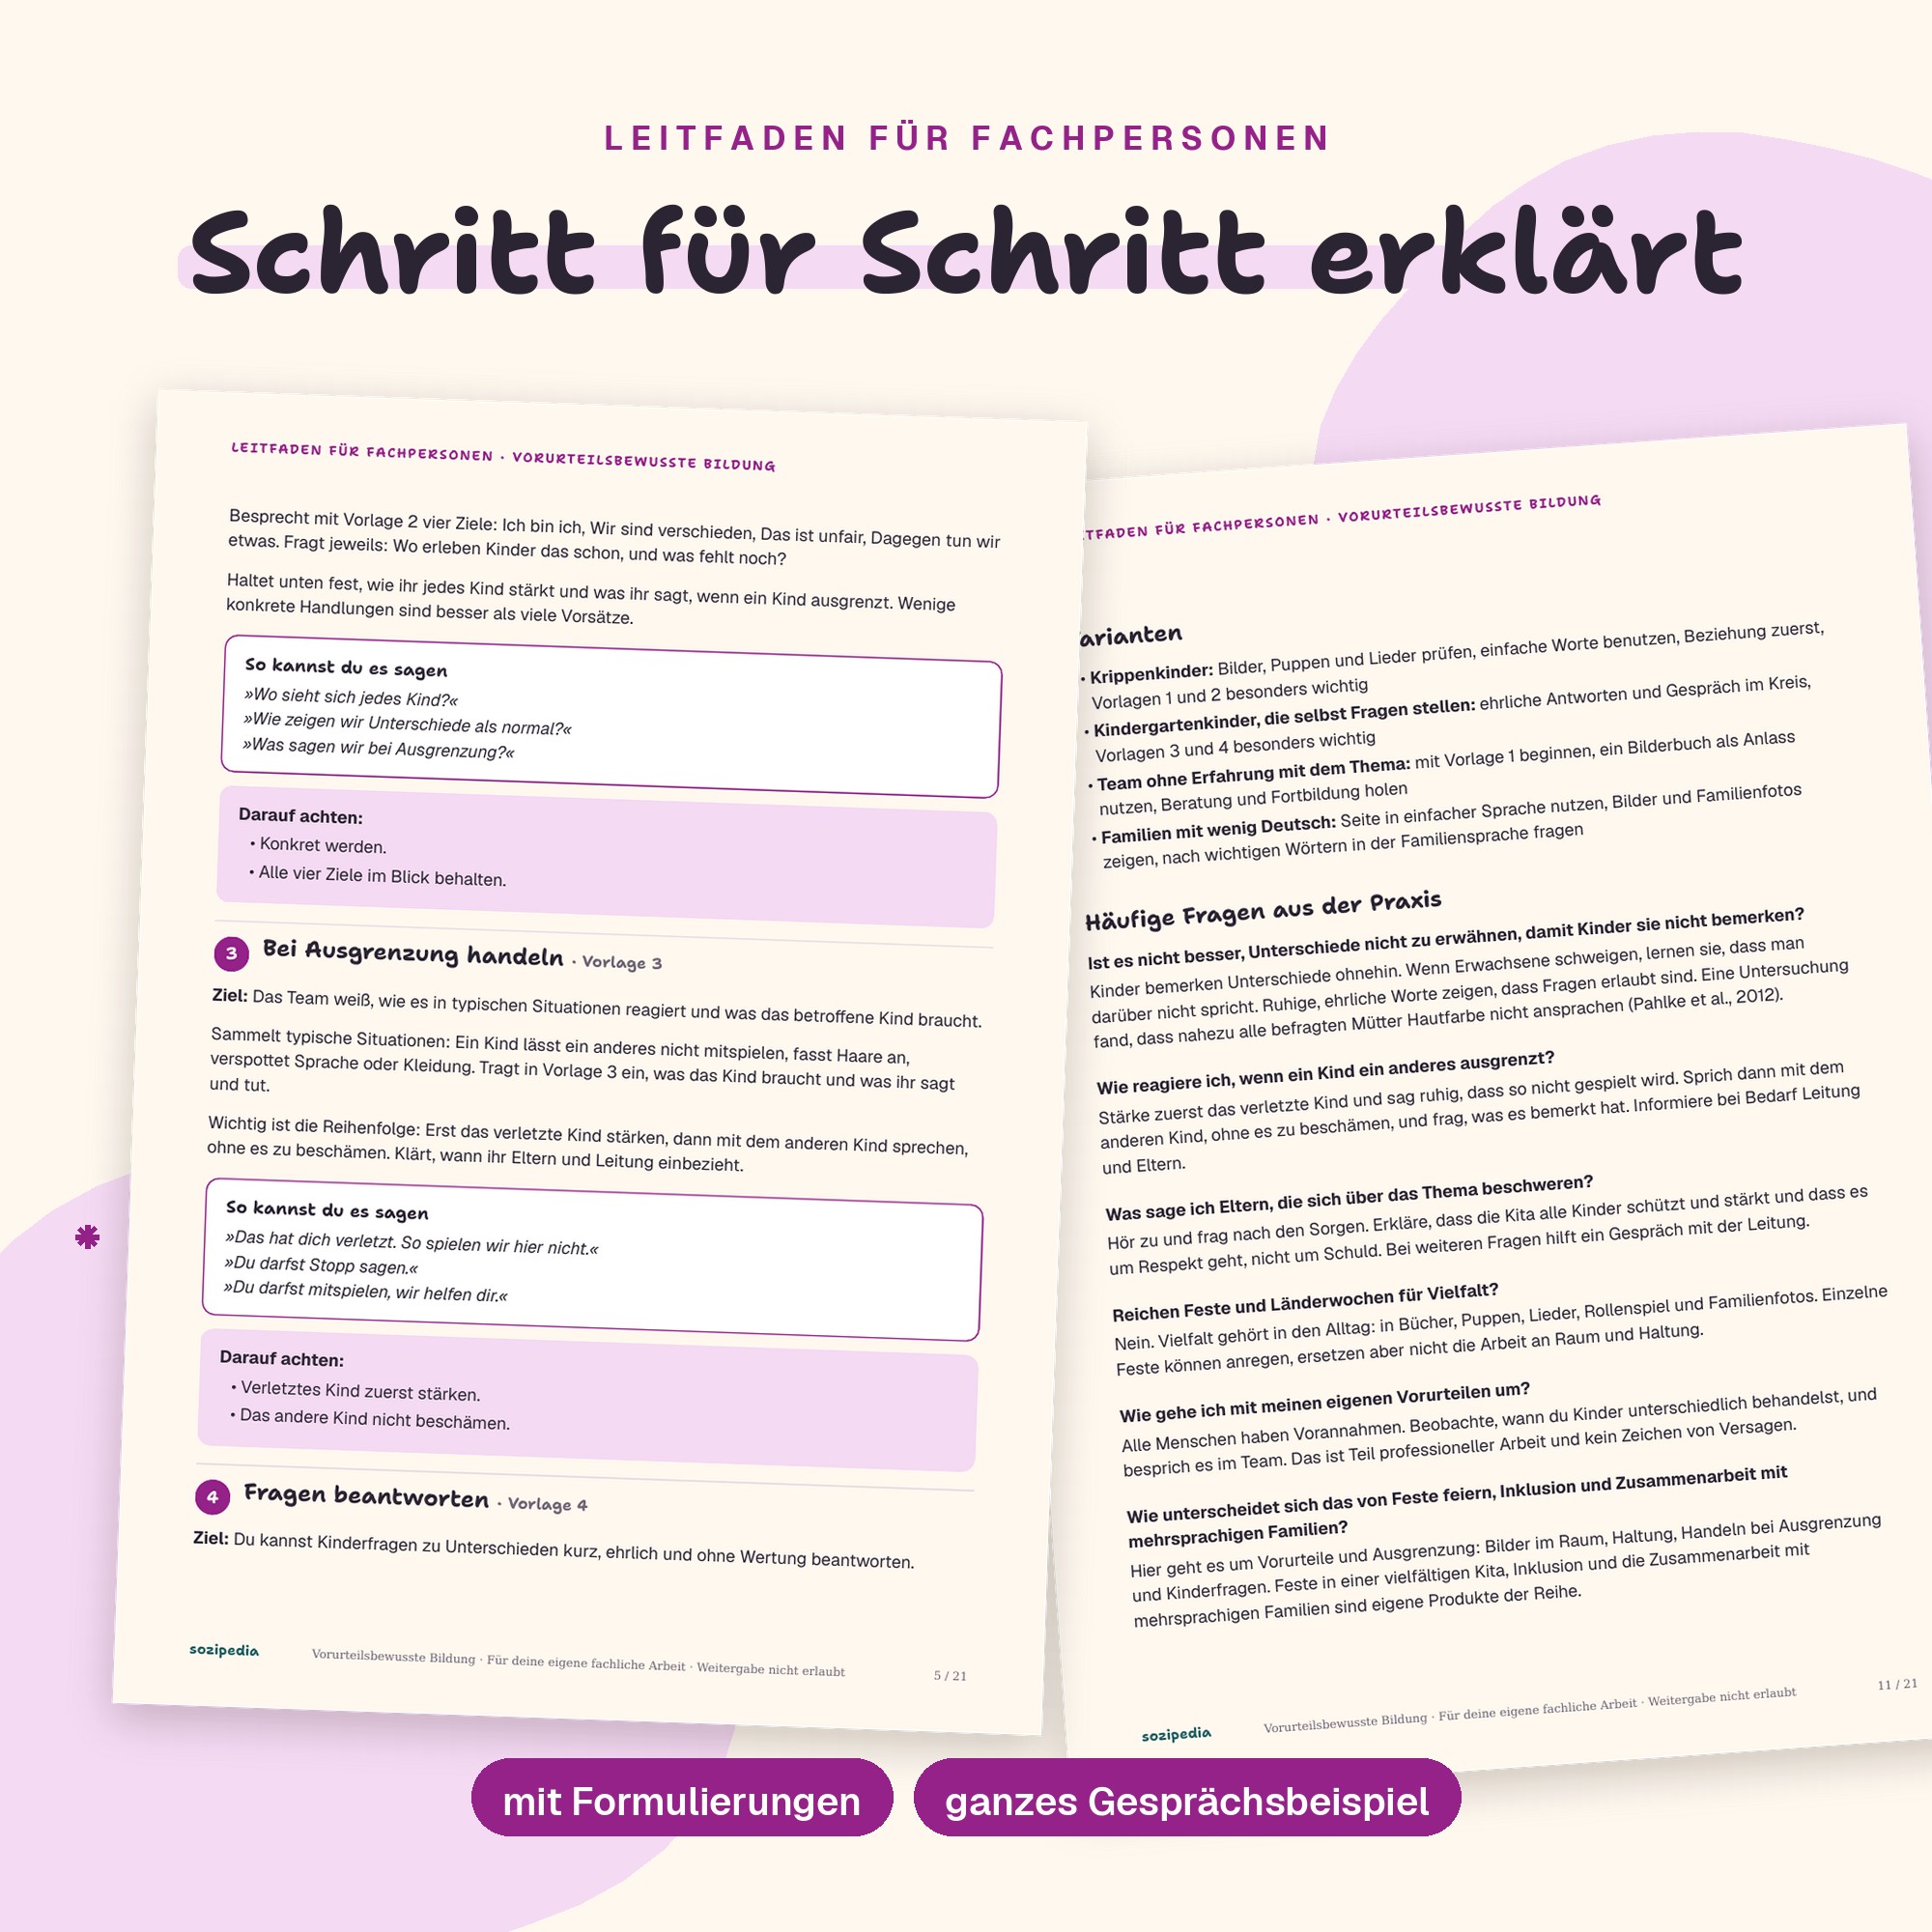 LEITFADEN FÜR FACHPERSONEN
Schritt für Schritt erklärt
LEITFADEN FÜR FACHPERSONEN · VORURTEILSBEWUSSTE BILDUNG
Besprecht mit Vorlage 2 vier Ziele: Ich bin ich, Wir sind verschieden, Das ist unfair, Dagegen tun wir
etwas. Fragt jeweils: Wo erleben Kinder das schon, und was fehlt noch?
Haltet unten fest, wie ihr jedes Kind stärkt und was ihr sagt, wenn ein Kind ausgrenzt. Wenige
konkrete Handlungen sind besser als viele Vorsätze.
So kannst du es sagen
»Wo sieht sich jedes Kind?«
»Wie zeigen wir Unterschiede als normal?«
»Was sagen wir bei Ausgrenzung?«
Darauf achten:
• Konkret werden.
• Alle vier Ziele im Blick behalten.
3 Bei Ausgrenzung handeln · Vorlage 3
Ziel: Das Team weiß, wie es in typischen Situationen reagiert und was das betroffene Kind braucht.
Sammelt typische Situationen: Ein Kind lässt ein anderes nicht mitspielen, fasst Haare an,
verspottet Sprache oder Kleidung. Tragt in Vorlage 3 ein, was das Kind braucht und was ihr sagt
und tut.
Wichtig ist die Reihenfolge: Erst das verletzte Kind stärken, dann mit dem anderen Kind sprechen,
ohne es zu beschämen. Klärt, wann ihr Eltern und Leitung einbezieht.
So kannst du es sagen
»Das hat dich verletzt. So spielen wir hier nicht.«
»Du darfst Stopp sagen.«
»Du darfst mitspielen, wir helfen dir.«
Darauf achten:
• Verletztes Kind zuerst stärken.
• Das andere Kind nicht beschämen.
4 Fragen beantworten · Vorlage 4
Ziel: Du kannst Kinderfragen zu Unterschieden kurz, ehrlich und ohne Wertung beantworten.
sozipedia Vorurteilsbewusste Bildung · Für deine eigene fachliche Arbeit · Weitergabe nicht erlaubt 5 / 21
TFADEN FÜR FACHPERSONEN · VORURTEILSBEWUSSTE BILDUNG
arianten
• Krippenkinder: Bilder, Puppen und Lieder prüfen, einfache Worte benutzen, Beziehung zuerst,
Vorlagen 1 und 2 besonders wichtig
• Kindergartenkinder, die selbst Fragen stellen: ehrliche Antworten und Gespräch im Kreis,
Vorlagen 3 und 4 besonders wichtig
• Team ohne Erfahrung mit dem Thema: mit Vorlage 1 beginnen, ein Bilderbuch als Anlass
nutzen, Beratung und Fortbildung holen
• Familien mit wenig Deutsch: Seite in einfacher Sprache nutzen, Bilder und Familienfotos
zeigen, nach wichtigen Wörtern in der Familiensprache fragen
Häufige Fragen aus der Praxis
Ist es nicht besser, Unterschiede nicht zu erwähnen, damit Kinder sie nicht bemerken?
Kinder bemerken Unterschiede ohnehin. Wenn Erwachsene schweigen, lernen sie, dass man
darüber nicht spricht. Ruhige, ehrliche Worte zeigen, dass Fragen erlaubt sind. Eine Untersuchung
fand, dass nahezu alle befragten Mütter Hautfarbe nicht ansprachen (Pahlke et al., 2012).
Wie reagiere ich, wenn ein Kind ein anderes ausgrenzt?
Stärke zuerst das verletzte Kind und sag ruhig, dass so nicht gespielt wird. Sprich dann mit dem
anderen Kind, ohne es zu beschämen, und frag, was es bemerkt hat. Informiere bei Bedarf Leitung
und Eltern.
Was sage ich Eltern, die sich über das Thema beschweren?
Hör zu und frag nach den Sorgen. Erkläre, dass die Kita alle Kinder schützt und stärkt und dass es
um Respekt geht, nicht um Schuld. Bei weiteren Fragen hilft ein Gespräch mit der Leitung.
Reichen Feste und Länderwochen für Vielfalt?
Nein. Vielfalt gehört in den Alltag: in Bücher, Puppen, Lieder, Rollenspiel und Familienfotos. Einzelne
Feste können anregen, ersetzen aber nicht die Arbeit an Raum und Haltung.
Wie gehe ich mit meinen eigenen Vorurteilen um?
Alle Menschen haben Vorannahmen. Beobachte, wann du Kinder unterschiedlich behandelst, und
besprich es im Team. Das ist Teil professioneller Arbeit und kein Zeichen von Versagen.
Wie unterscheidet sich das von Feste feiern, Inklusion und Zusammenarbeit mit
mehrsprachigen Familien?
Hier geht es um Vorurteile und Ausgrenzung: Bilder im Raum, Haltung, Handeln bei Ausgrenzung
und Kinderfragen. Feste in einer vielfältigen Kita, Inklusion und die Zusammenarbeit mit
mehrsprachigen Familien sind eigene Produkte der Reihe.
sozipedia Vorurteilsbewusste Bildung · Für deine eigene fachliche Arbeit · Weitergabe nicht erlaubt 11 / 21
mit Formulierungen
ganzes Gesprächsbeispiel